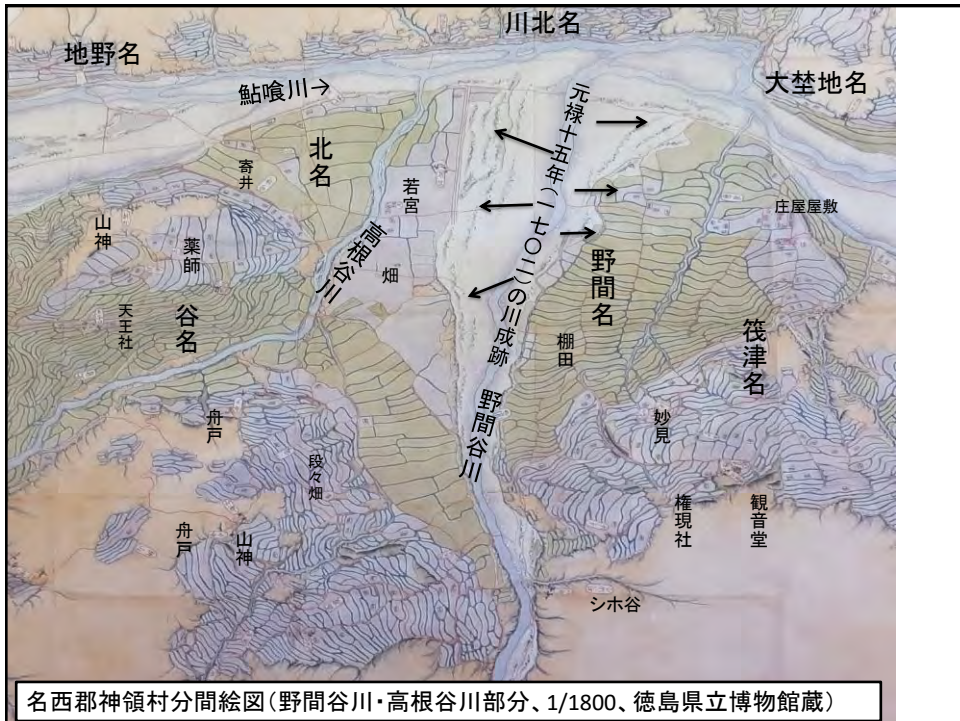 川北名
地野名
大埜地名
鮎喰川→
元禄十五年(一七〇二)の川成跡
北名
寄井
若宮
庄屋屋敷
山神
薬師
高根谷川
畑
野間名
天王社
谷名
棚田
筏津名
野間谷川
舟戸
妙見
段々畑
権現社
観音堂
舟戸
山神
シホ谷
名西郡神領村分間絵図(野間谷川・高根谷川部分、1/1800、徳島県立博物館蔵)